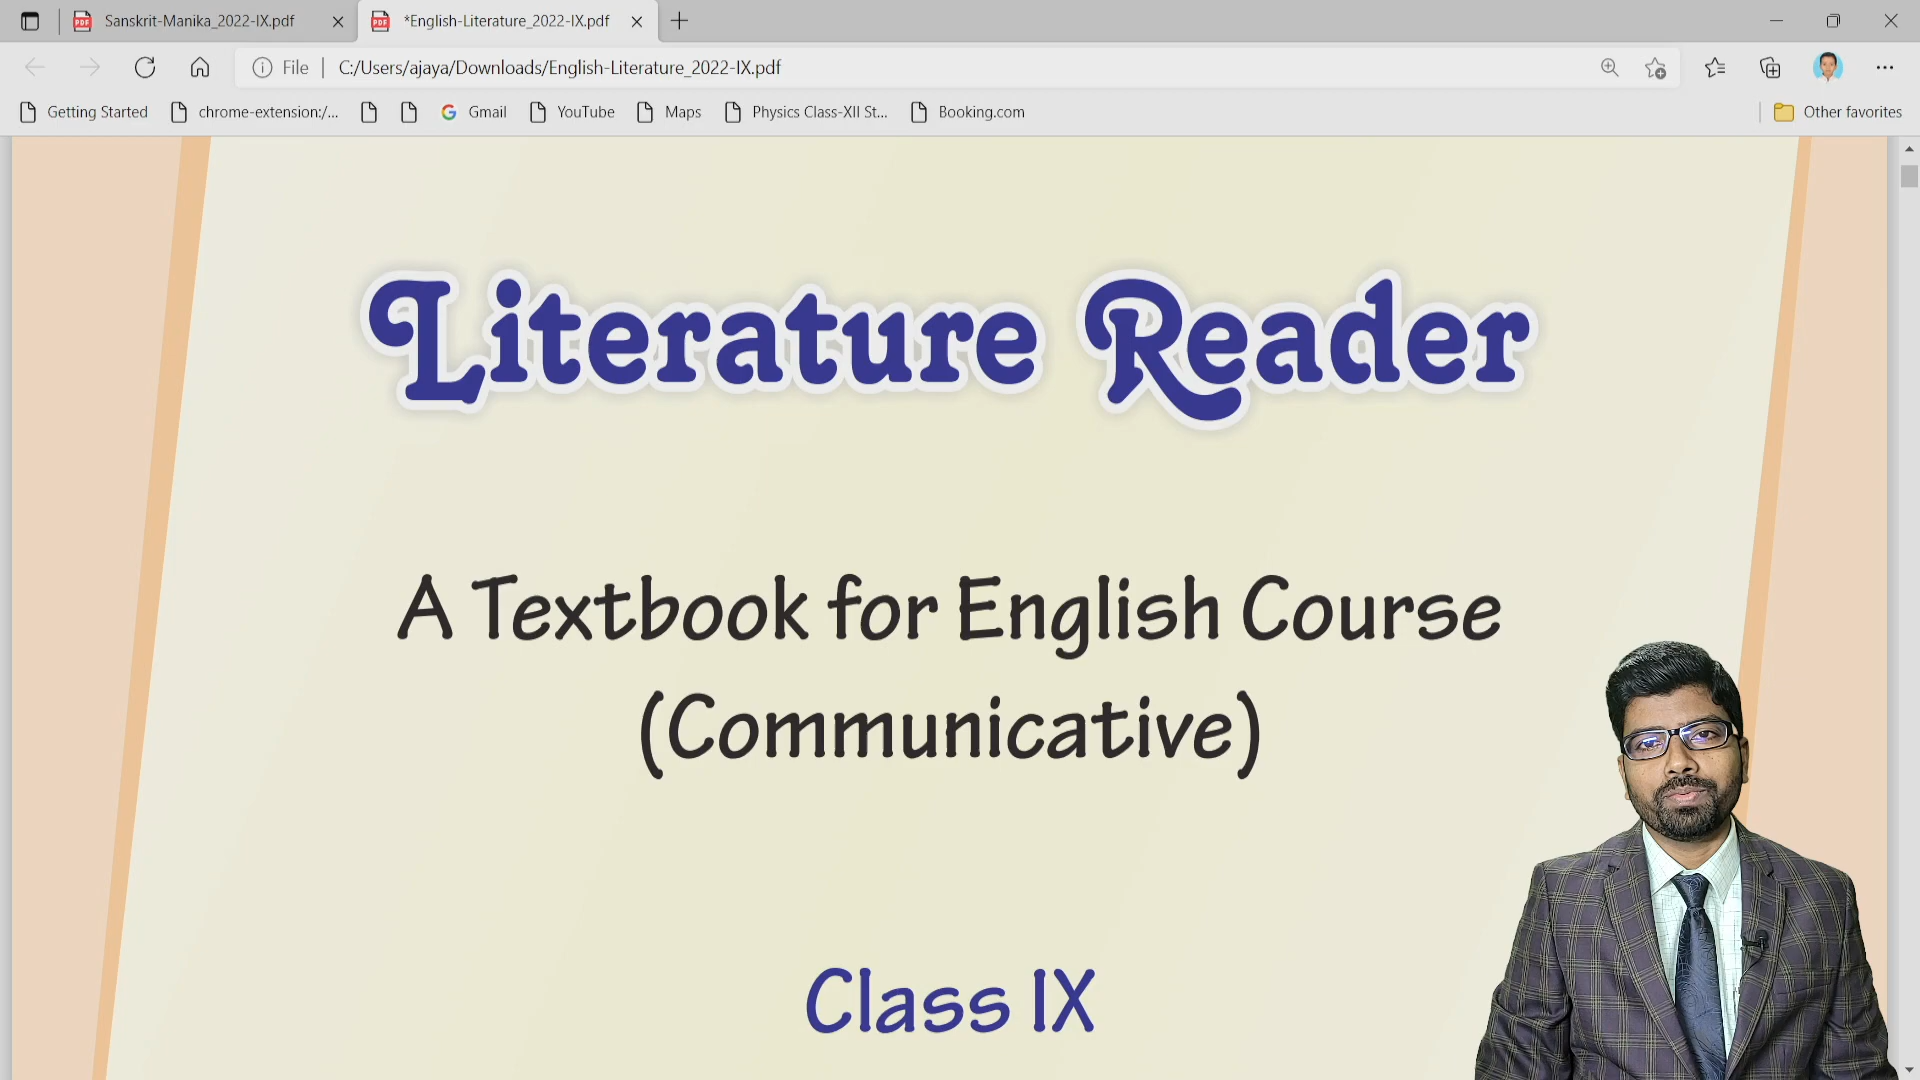 Sanskrit-Manika_2022-IX.pdf
*English-Literature_2022-IX.pdf
File
C:/Users/ajaya/Downloads/English-Literature_2022-IX.pdf
Getting Started
chrome-extension:/...
Gmail
YouTube
Maps
Physics Class-XII St...
Booking.com
Other favorites
Literature Reader
A Textbook for English Course
(Communicative)
Class IX